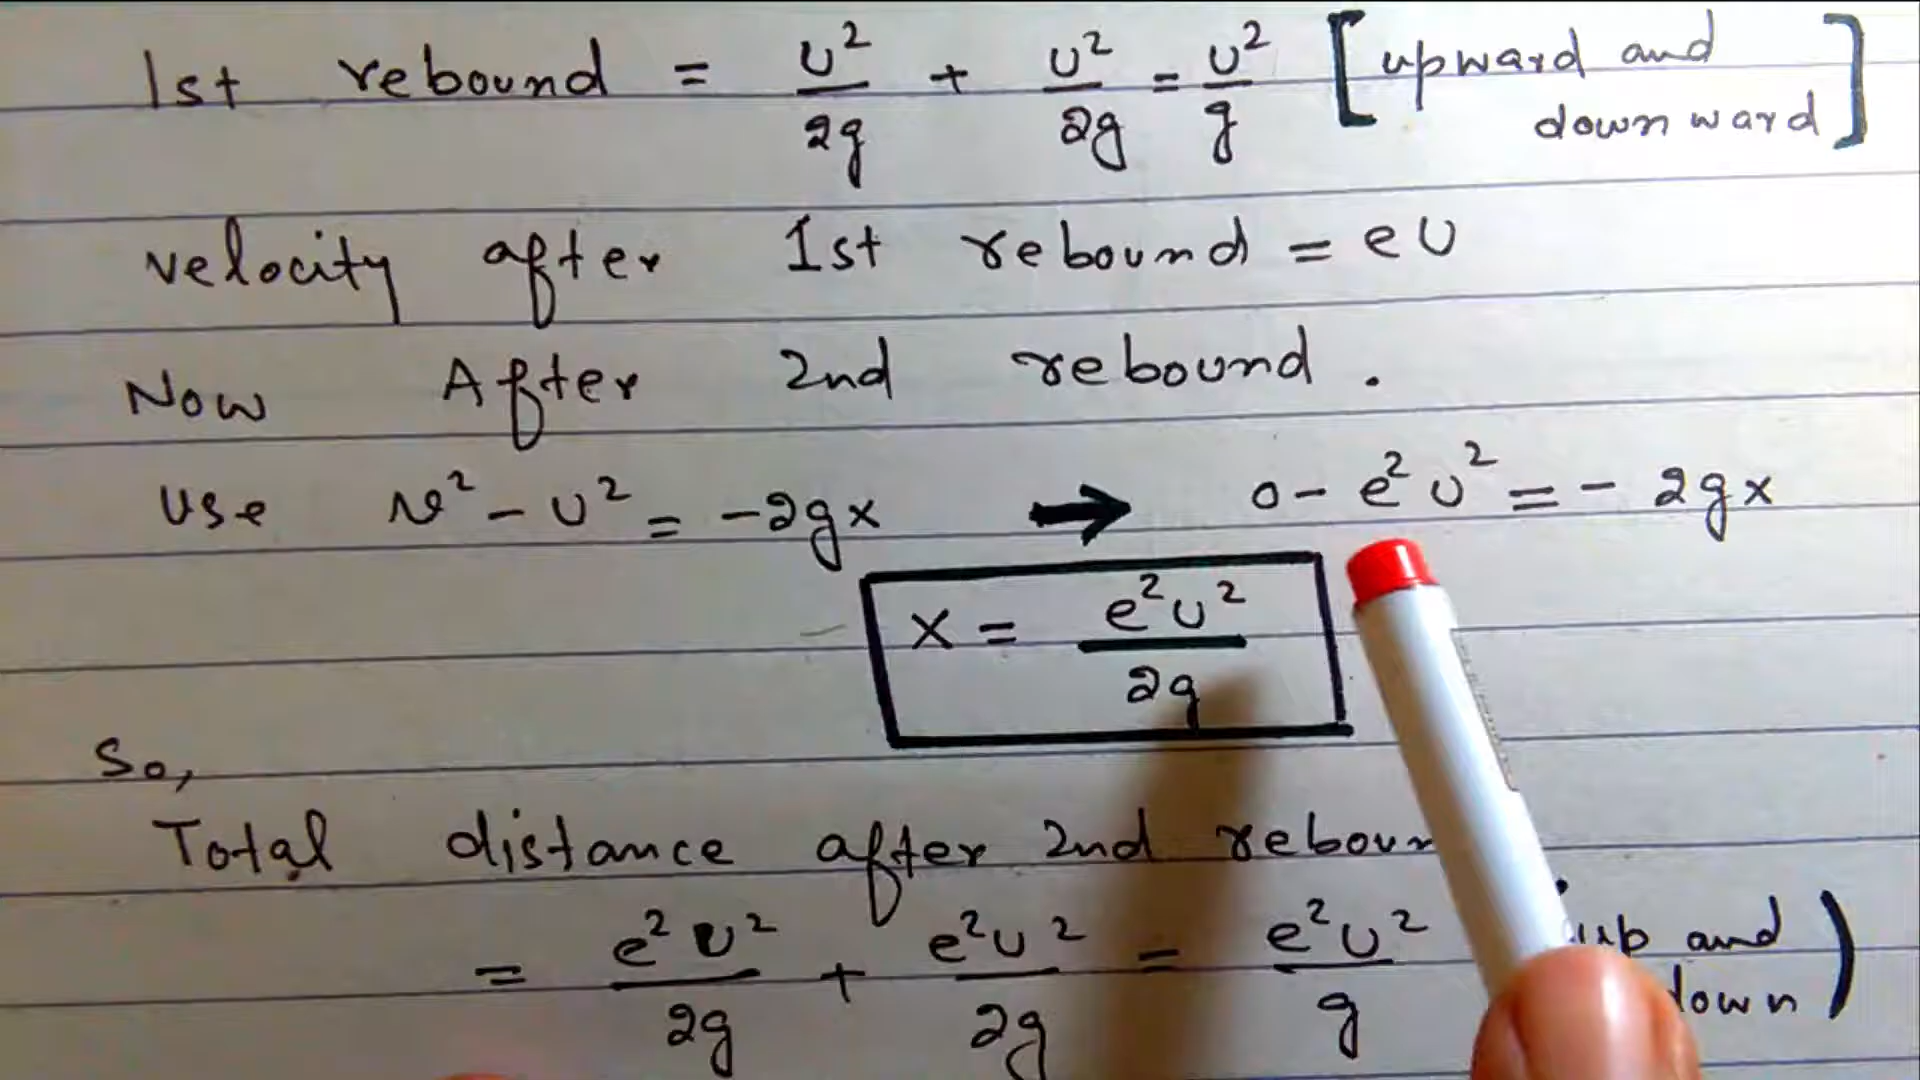 1st rebound = u²/2g + u²/2g = u²/g [upward and downward]
velocity after 1st rebound = eu
Now After 2nd rebound.
Use v² - u² = -2gx → 0 - e²u² = - 2gx
x = e²u²/2g
So,
Total distance after 2nd
= e²u²/2g + e²u²/2g = e²u²/g up and )